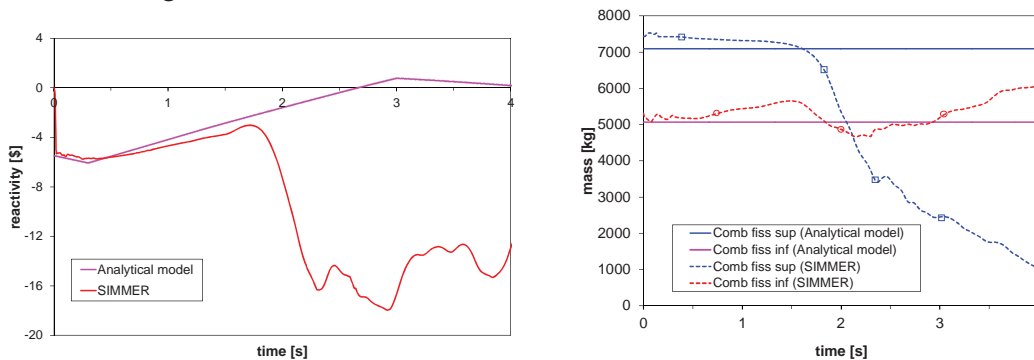 4
0
-4
-8
-12
-16
-20
0
1
2
3
4
reactivity [$]
time [s]
Analytical model
SIMMER
8000
7000
6000
5000
4000
3000
2000
1000
0
0
1
2
3
mass [kg]
time [s]
Comb fiss sup (Analytical model)
Comb fiss inf (Analytical model)
Comb fiss sup (SIMMER)
Comb fiss inf (SIMMER)